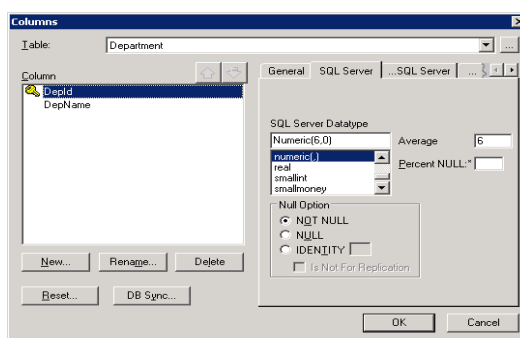 Columns
Table:
Department
...
Column
DepId
DepName
New...
Rename...
Delete
Reset...
DB Sync...
General
SQL Server
...SQL Server
...
SQL Server Datatype
Numeric(6,0)
numeric(,)
real
smallint
smallmoney
Average
6
Percent NULL:*
Null Option
NOT NULL
NULL
IDENTITY
Is Not For Replication
OK
Cancel